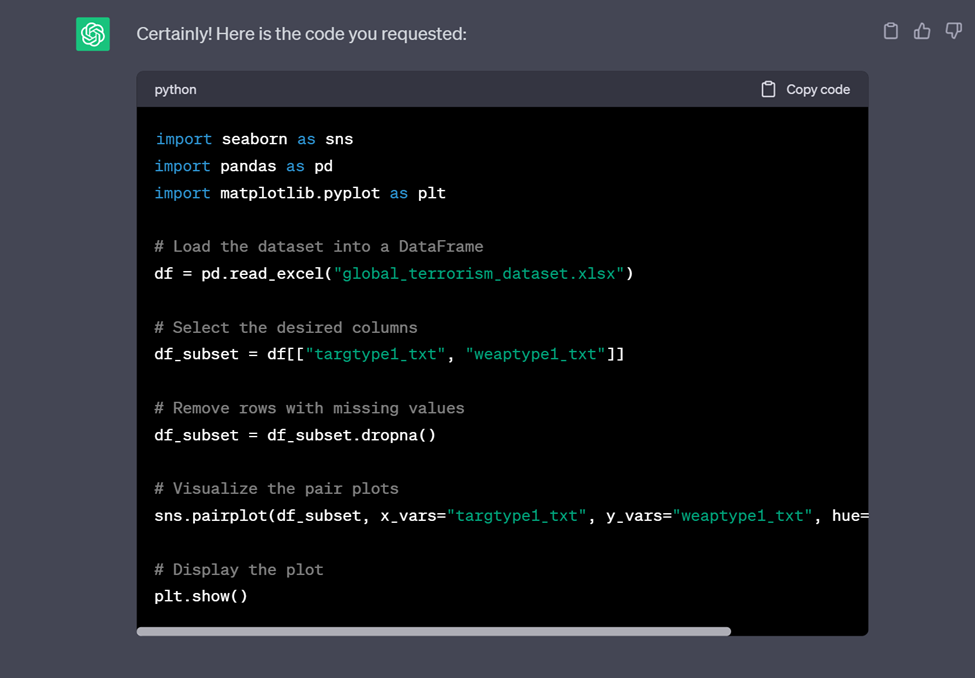 Certainly! Here is the code you requested:
python
Copy code
import seaborn as sns
import pandas as pd
import matplotlib.pyplot as plt
# Load the dataset into a DataFrame
df = pd.read_excel("global_terrorism_dataset.xlsx")
# Select the desired columns
df_subset = df[["targtype1_txt", "weaptype1_txt"]]
# Remove rows with missing values
df_subset = df_subset.dropna()
# Visualize the pair plots
sns.pairplot(df_subset, x_vars="targtype1_txt", y_vars="weaptype1_txt", hue=
# Display the plot
plt.show()